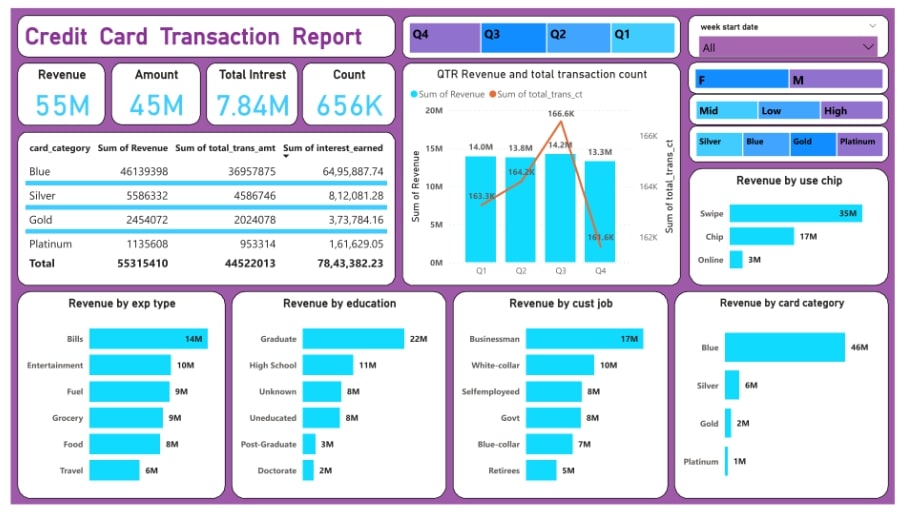 Credit Card Transaction Report
Q4 Q3 Q2 Q1
week start date
All
Revenue
55M
Amount
45M
Total Intrest
7.84M
Count
656K
F M
Mid Low High
Silver Blue Gold Platinum
card_category Sum of Revenue Sum of total_trans_amt Sum of interest_earned
Blue 46139398 36957875 64,95,887.74
Silver 5586332 4586746 8,12,081.28
Gold 2454072 2024078 3,73,784.16
Platinum 1135608 953314 1,61,629.05
Total 55315410 44522013 78,43,382.23
QTR Revenue and total transaction count
Sum of Revenue Sum of total_trans_ct
Sum of Revenue
20M
15M
10M
5M
0M
14.0M 13.8M 14.2M 13.3M
163.3K 164.2K 166.6K 161.6K
Q1 Q2 Q3 Q4
166K
164K
162K
Sum of total_trans_ct
Revenue by use chip
Swipe 35M
Chip 17M
Online 3M
Revenue by exp type
Bills 14M
Entertainment 10M
Fuel 9M
Grocery 9M
Food 8M
Travel 6M
Revenue by education
Graduate 22M
High School 11M
Unknown 8M
Uneducated 8M
Post-Graduate 3M
Doctorate 2M
Revenue by cust job
Businessman 17M
White-collar 10M
Selfemployeed 8M
Govt 8M
Blue-collar 7M
Retirees 5M
Revenue by card category
Blue 46M
Silver 6M
Gold 2M
Platinum 1M